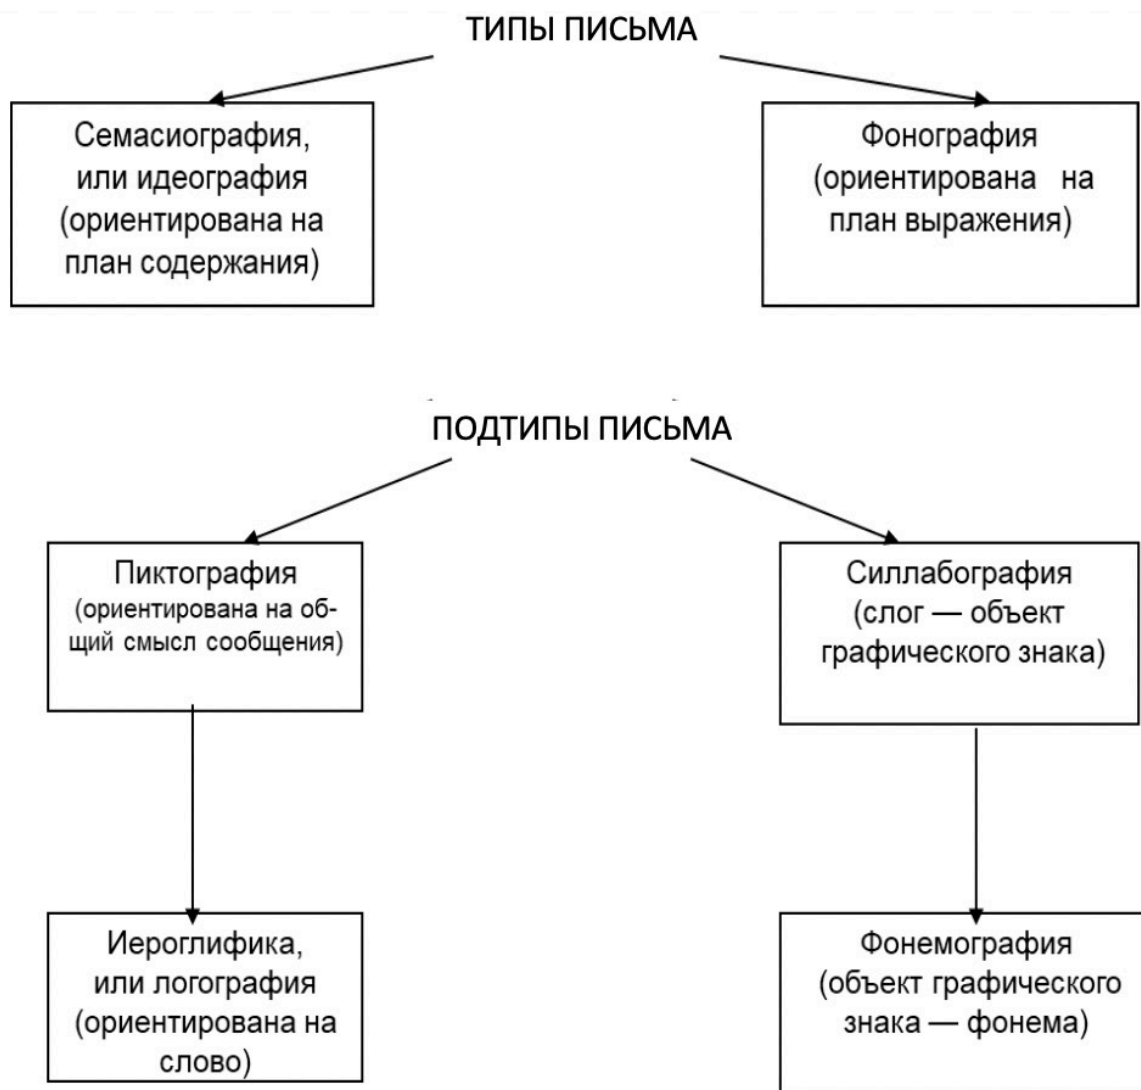 ТИПЫ ПИСЬМА
Семасиография,
или идеография
(ориентирована на
план содержания)
Фонография
(ориентирована на
план выражения)
ПОДТИПЫ ПИСЬМА
Пиктография
(ориентирована на об-
щий смысл сообщения)
Силлабография
(слог — объект
графического знака)
Иероглифика,
или логография
(ориентирована на
слово)
Фонемография
(объект графического
знака — фонема)